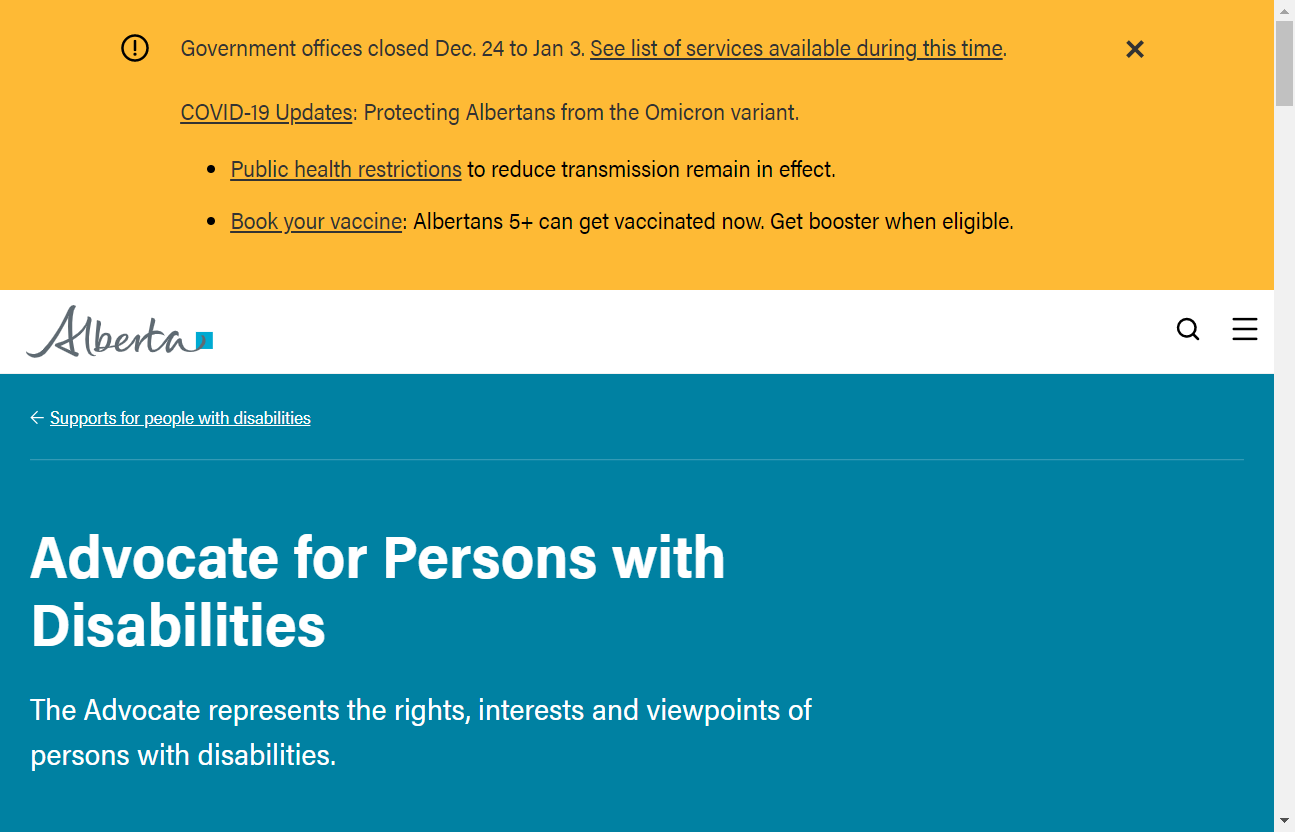 Government offices closed Dec. 24 to Jan 3. See list of services available during this time.
COVID-19 Updates: Protecting Albertans from the Omicron variant.
Public health restrictions to reduce transmission remain in effect.
Book your vaccine: Albertans 5+ can get vaccinated now. Get booster when eligible.
Alberta
Supports for people with disabilities
Advocate for Persons with
Disabilities
The Advocate represents the rights, interests and viewpoints of
persons with disabilities.